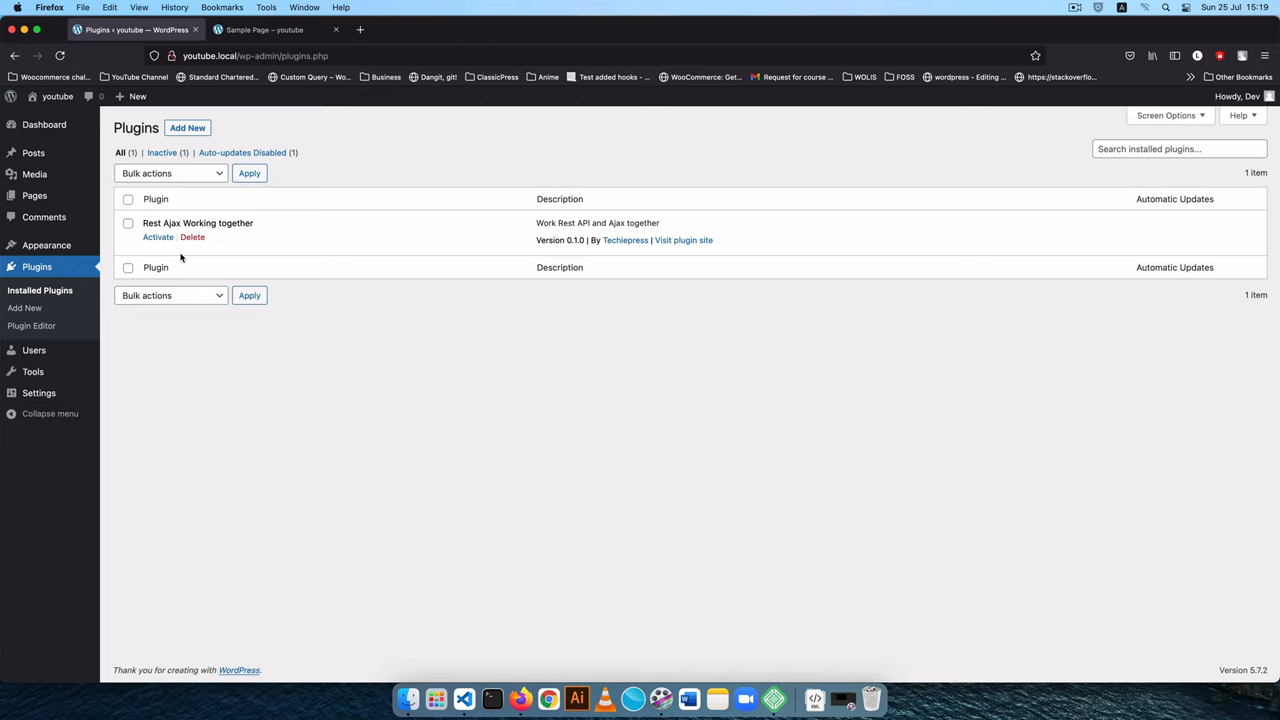 Firefox File Edit View History Bookmarks Tools Window Help A Sun 25 Jul 15:19
Plugins ‹ youtube — WordPress × Sample Page – youtube × +
youtube.local/wp-admin/plugins.php
Woocommerce chal... YouTube Channel Standard Chartered... Custom Query – Wo... Business Dangit, git! ClassicPress Anime Test added hooks - ... WooCommerce: Get... Request for course ... WOLIS FOSS wordpress - Editing ... https://stackoverflo... Other Bookmarks
youtube 0 + New Howdy, Dev
Dashboard
Posts
Media
Pages
Comments
Appearance
Plugins
Installed Plugins
Add New
Plugin Editor
Users
Tools
Settings
Collapse menu
Plugins Add New
Screen Options ▼ Help ▼
All (1) | Inactive (1) | Auto-updates Disabled (1)
Search installed plugins...
Bulk actions Apply 1 item
Plugin Description Automatic Updates
Rest Ajax Working together Work Rest API and Ajax together
Activate | Delete Version 0.1.0 | By Techiepress | Visit plugin site
Plugin Description Automatic Updates
Bulk actions Apply 1 item
Thank you for creating with WordPress. Version 5.7.2
Ai
W
XML